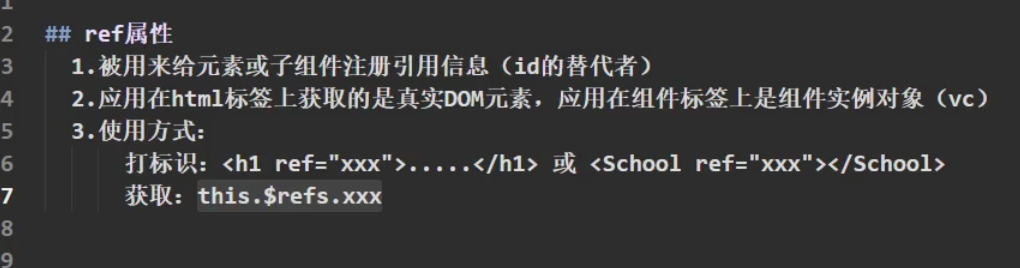 1
2 ## ref属性
3 1.被用来给元素或子组件注册引用信息（id的替代者）
4 2.应用在html标签上获取的是真实DOM元素，应用在组件标签上是组件实例对象（vc）
5 3.使用方式：
6 打标识：<h1 ref="xxx">.....</h1> 或 <School ref="xxx"></School>
7 获取：this.$refs.xxx
8
9